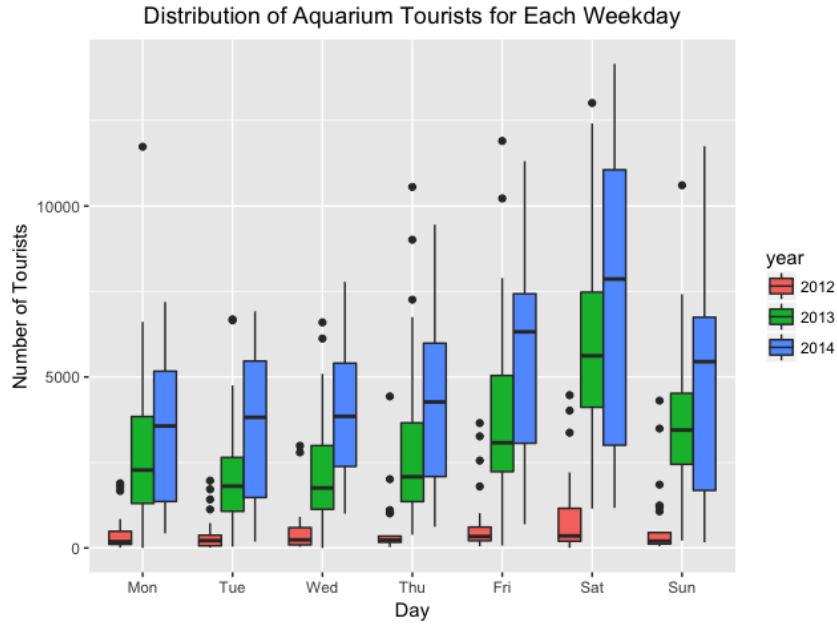 Distribution of Aquarium Tourists for Each Weekday
Number of Tourists
10000
5000
0
Mon Tue Wed Thu Fri Sat Sun
Day
year
2012
2013
2014